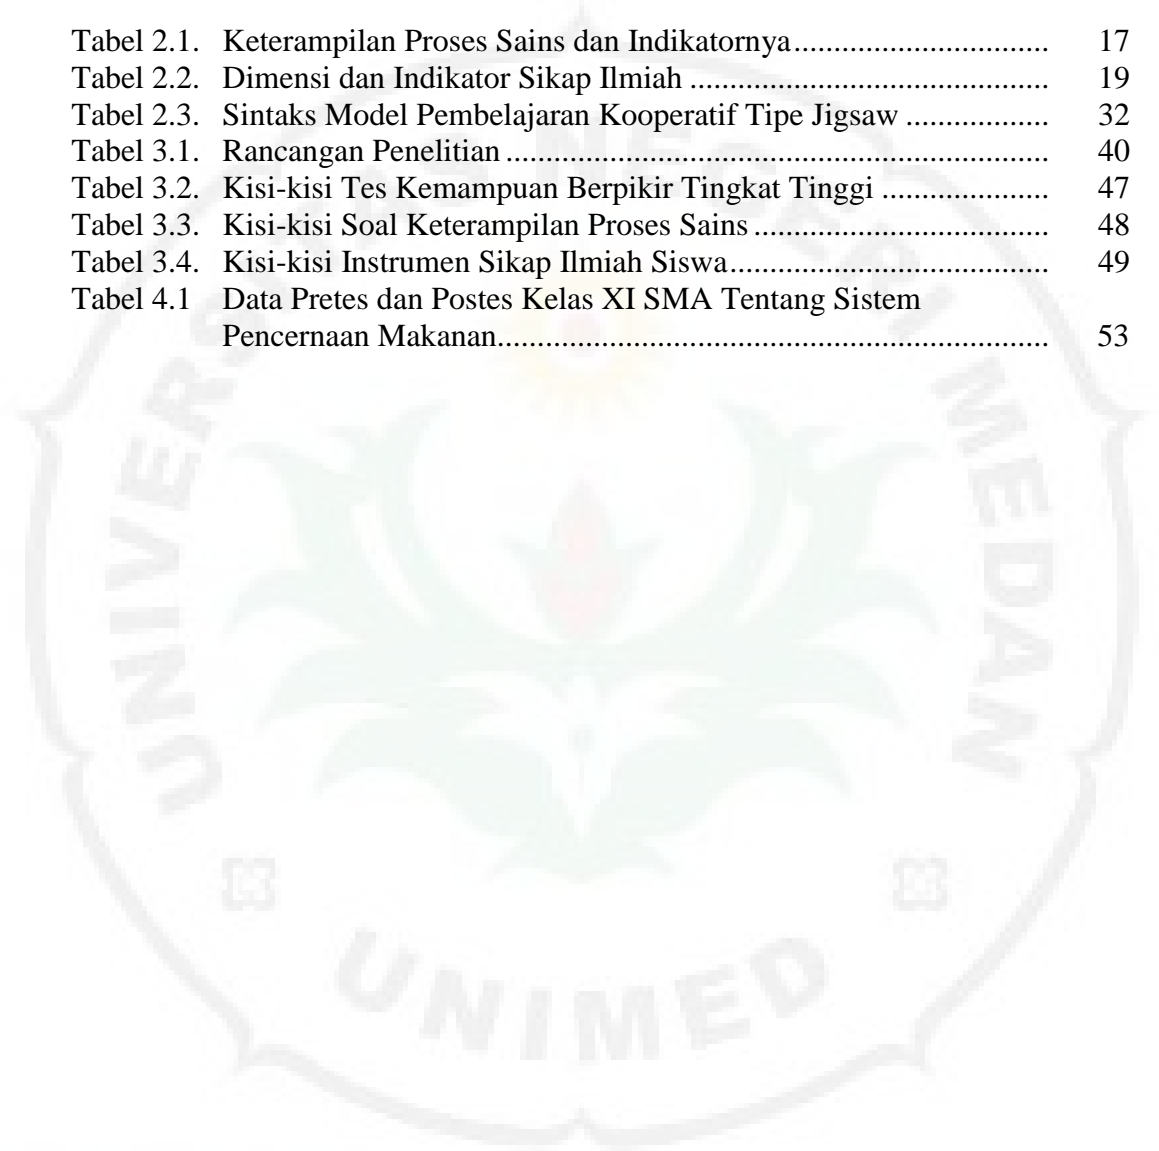 Tabel 2.1. Keterampilan Proses Sains dan Indikatornya................................ 17
Tabel 2.2. Dimensi dan Indikator Sikap Ilmiah ............................................. 19
Tabel 2.3. Sintaks Model Pembelajaran Kooperatif Tipe Jigsaw .................. 32
Tabel 3.1. Rancangan Penelitian .................................................................... 40
Tabel 3.2. Kisi-kisi Tes Kemampuan Berpikir Tingkat Tinggi ..................... 47
Tabel 3.3. Kisi-kisi Soal Keterampilan Proses Sains ..................................... 48
Tabel 3.4. Kisi-kisi Instrumen Sikap Ilmiah Siswa........................................ 49
Tabel 4.1 Data Pretes dan Postes Kelas XI SMA Tentang Sistem
Pencernaan Makanan..................................................................... 53
UNIVERSITAS NEGERI MEDAN
UNIMED